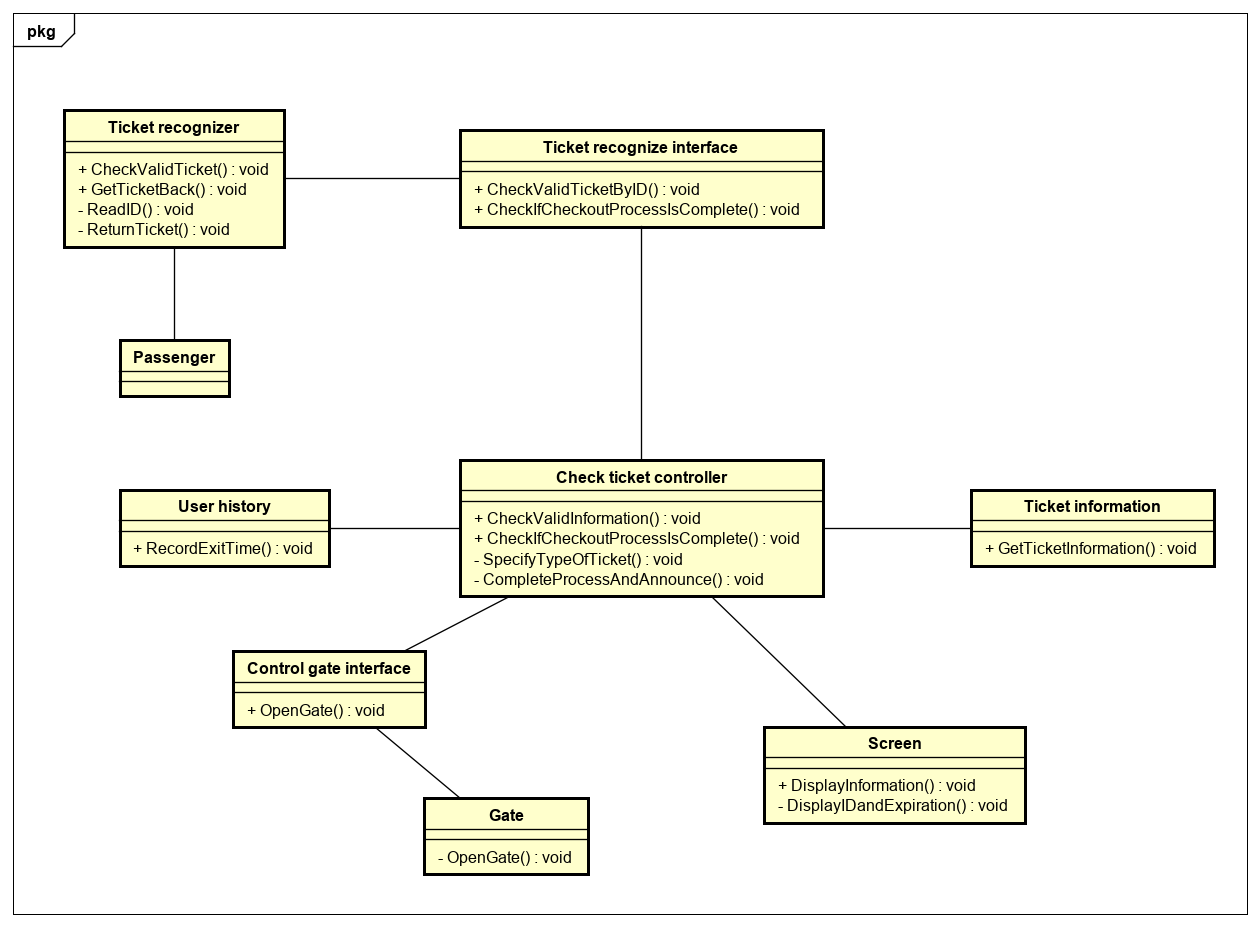 pkg
Ticket recognizer
+ CheckValidTicket() : void
+ GetTicketBack() : void
- ReadID() : void
- ReturnTicket() : void
Ticket recognize interface
+ CheckValidTicketByID() : void
+ CheckIfCheckoutProcessIsComplete() : void
Passenger
User history
+ RecordExitTime() : void
Check ticket controller
+ CheckValidInformation() : void
+ CheckIfCheckoutProcessIsComplete() : void
- SpecifyTypeOfTicket() : void
- CompleteProcessAndAnnounce() : void
Ticket information
+ GetTicketInformation() : void
Control gate interface
+ OpenGate() : void
Screen
+ DisplayInformation() : void
- DisplayIDandExpiration() : void
Gate
- OpenGate() : void